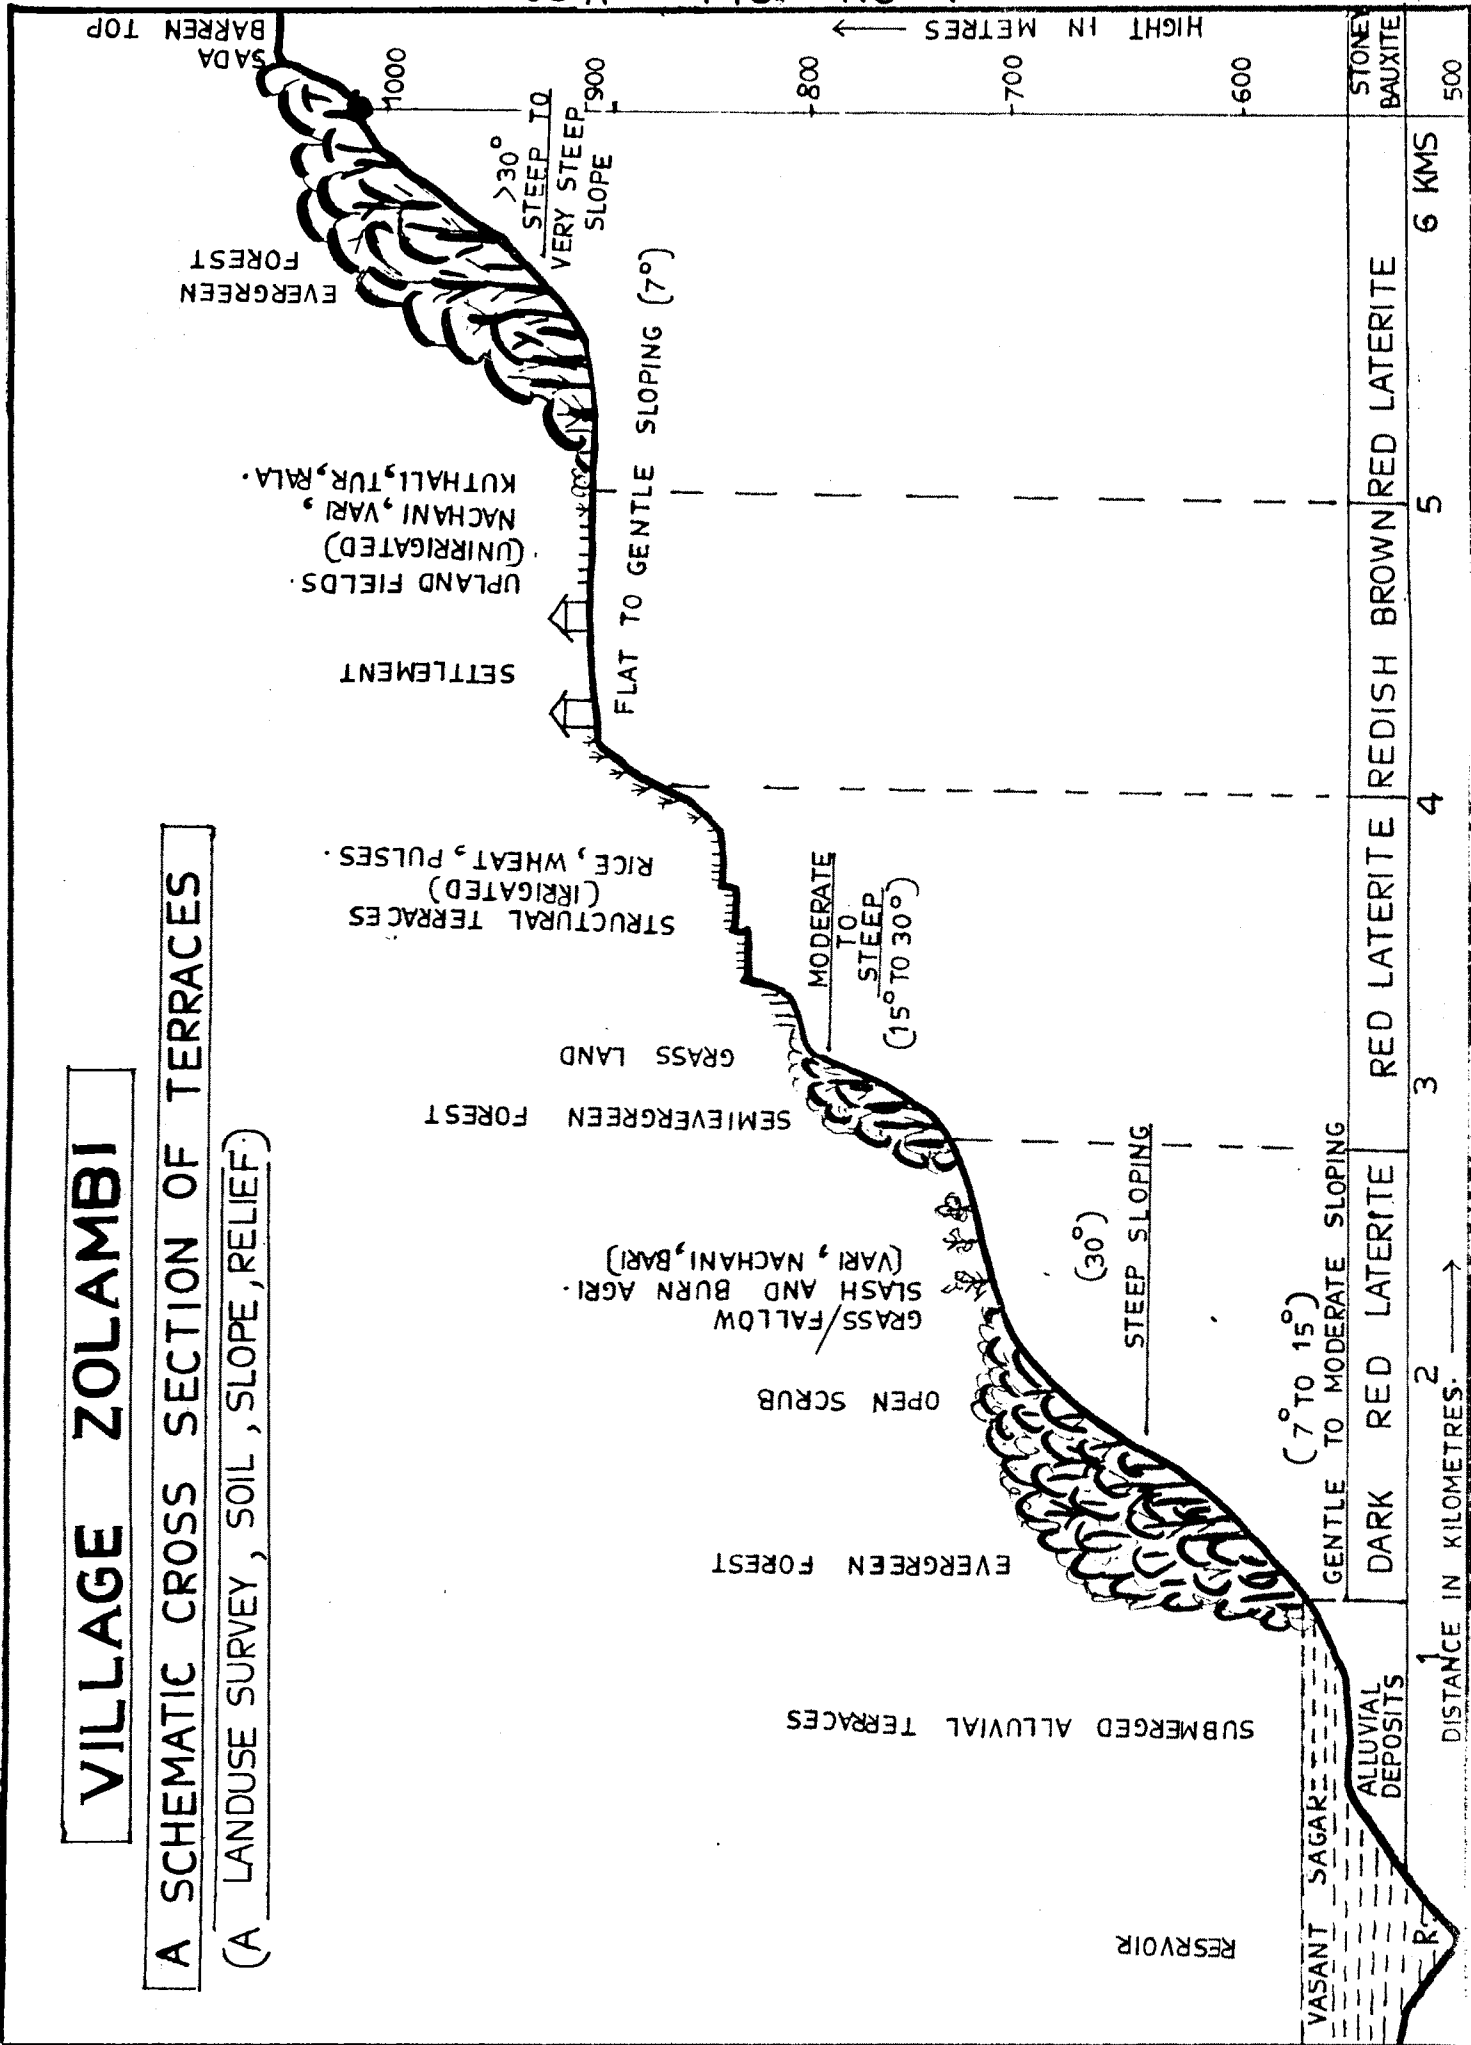 VILLAGE ZOLAMBI
A SCHEMATIC CROSS SECTION OF TERRACES
(A LANDUSE SURVEY, SOIL, SLOPE, RELIEF.)
RESRVOIR
SUBMERGED ALLUVIAL TERRACES
EVERGREEN FOREST
OPEN SCRUB
GRASS/FALLOW
SLASH AND BURN AGRI.
(VARI, NACHANI, BARI)
SEMIEVERGREEN FOREST
GRASS LAND
STRUCTURAL TERRACES
(IRRIGATED)
RICE, WHEAT, PULSES.
SETTLEMENT
UPLAND FIELDS.
(UNIRRIGATED)
NACHANI, VARI,
KUTHALI, TUR, RALA.
EVERGREEN
FOREST
SADA
BARREN TOP
VASANT SAGAR
R
(7° TO 15°)
GENTLE TO MODERATE SLOPING
(30°)
STEEP SLOPING
MODERATE
TO
STEEP
(15° TO 30°)
FLAT TO GENTLE SLOPING (7°)
>30°
STEEP TO
VERY STEEP
SLOPE
HIGHT IN METRES
1000
900
800
700
600
500
ALLUVIAL
DEPOSITS
DARK RED LATERITE
RED LATERITE
REDISH BROWN
RED LATERITE
STONEY
BAUXITE
1
2
3
4
5
6 KMS
DISTANCE IN KILOMETRES.